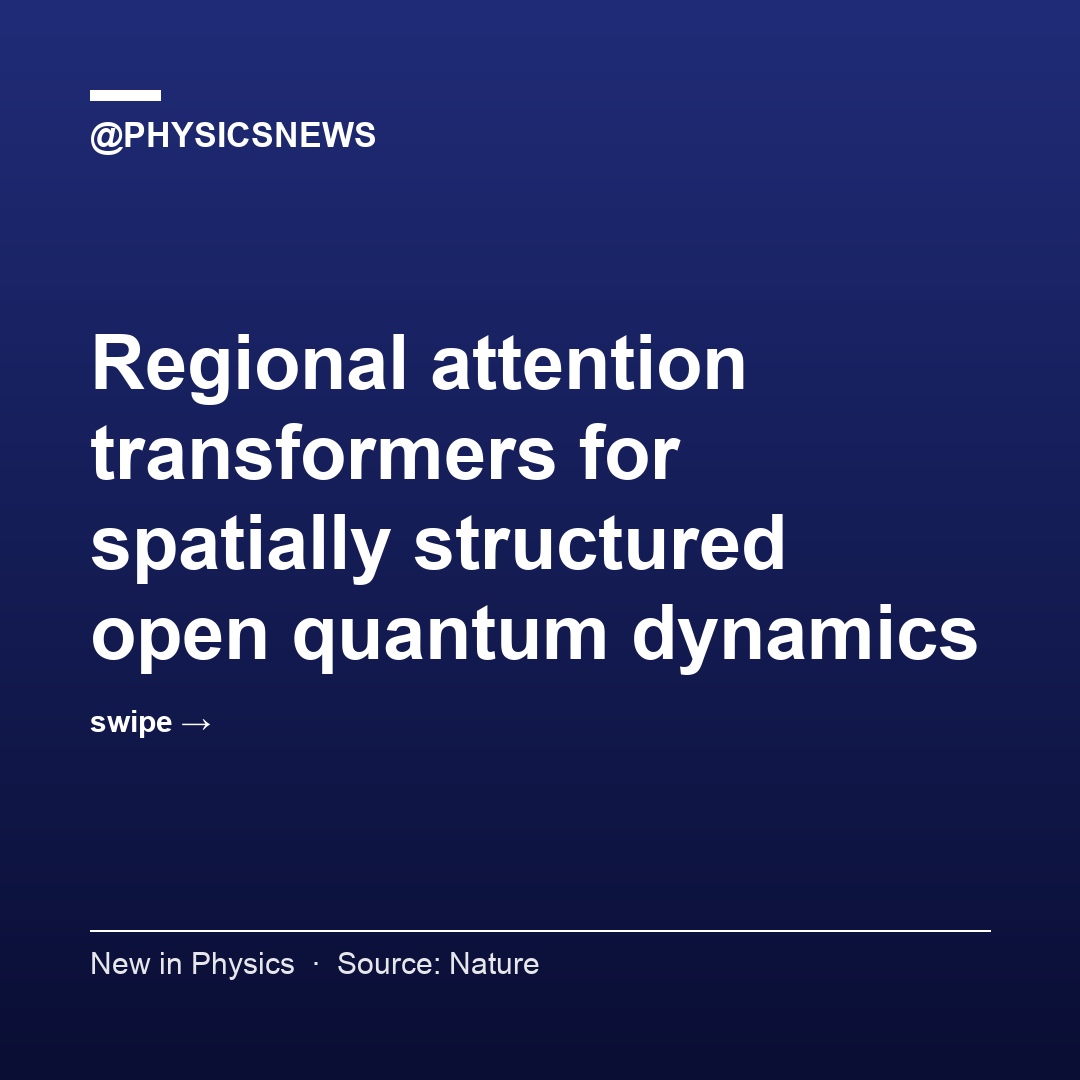 @PHYSICSNEWS
Regional attention
transformers for
spatially structured
open quantum dynamics
swipe →
New in Physics · Source: Nature